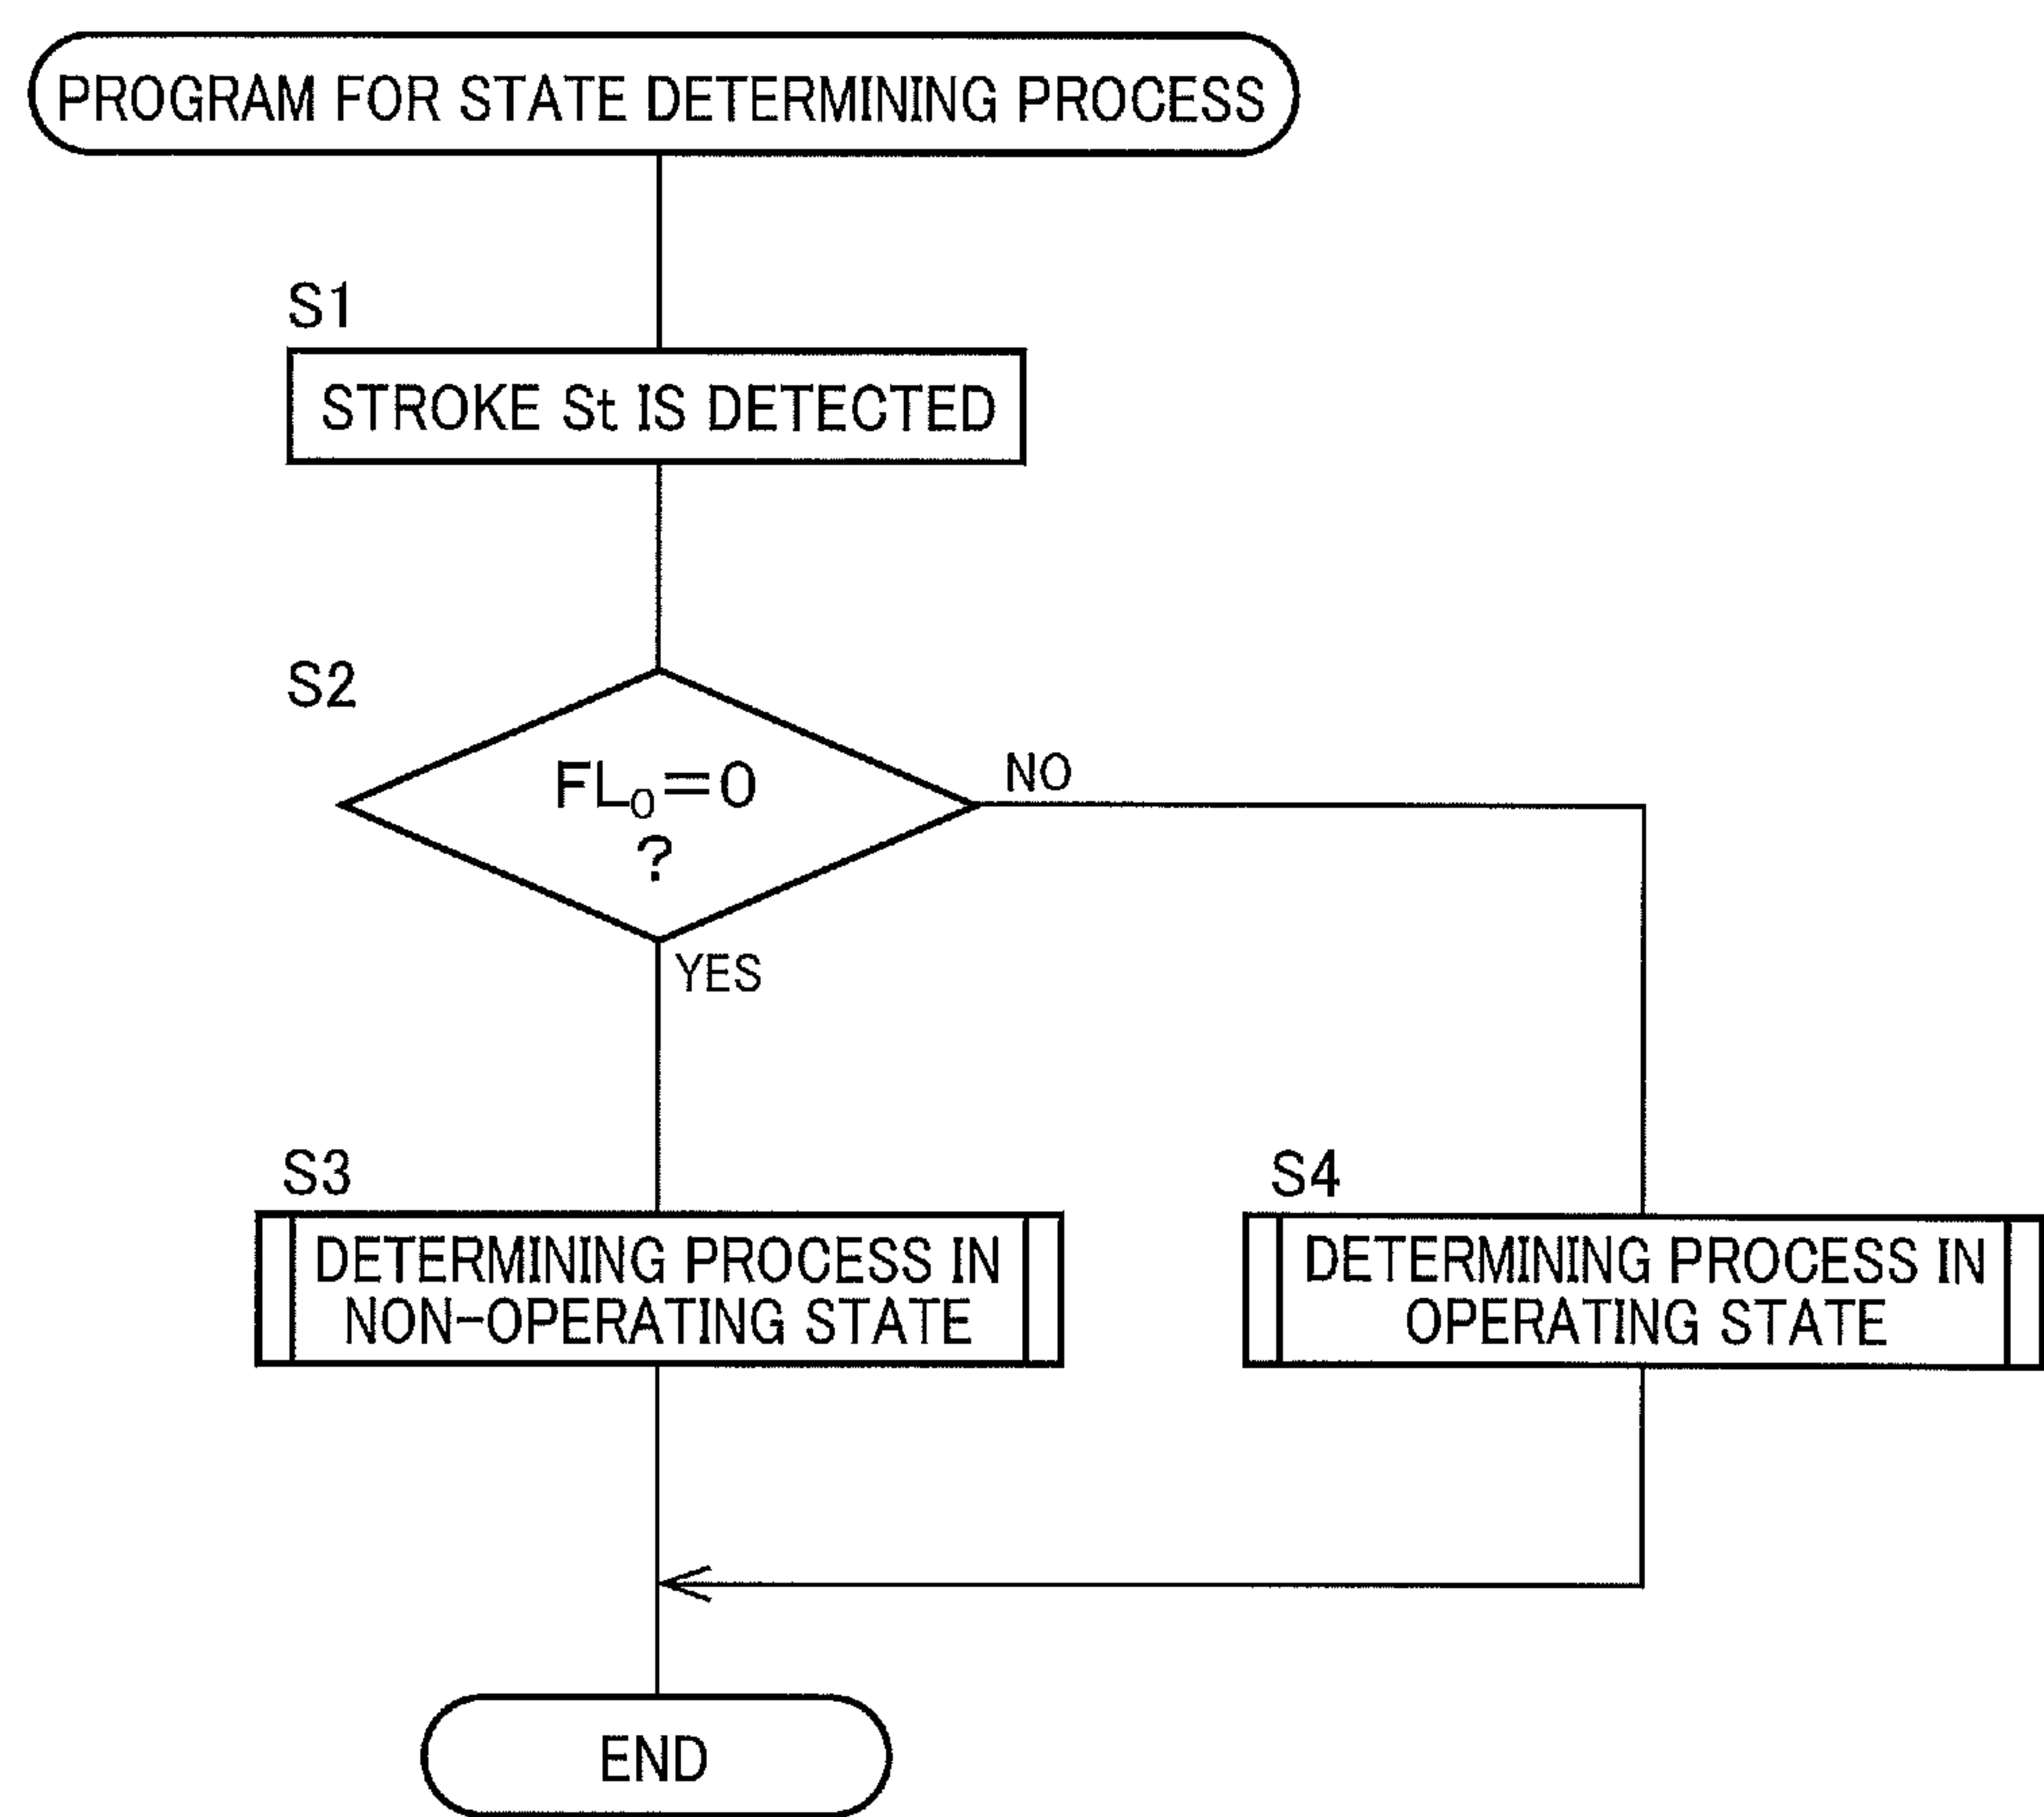 PROGRAM FOR STATE DETERMINING PROCESS
S1
STROKE St IS DETECTED
S2
FL₀=0
?
NO
YES
S3
DETERMINING PROCESS IN
NON-OPERATING STATE
S4
DETERMINING PROCESS IN
OPERATING STATE
END